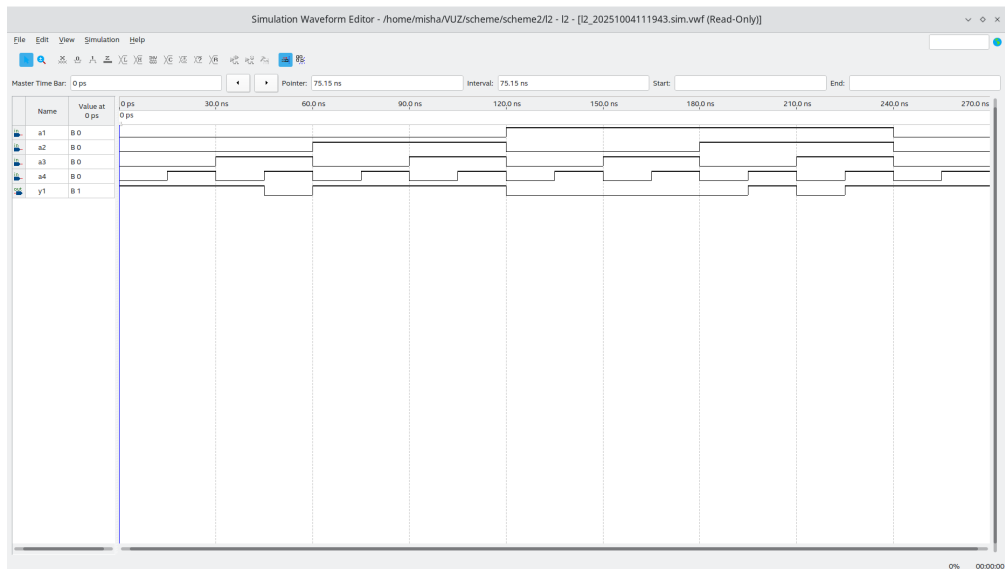 Simulation Waveform Editor - /home/misha/VUZ/scheme/scheme2/l2 - l2 - [l2_20251004111943.sim.vwf (Read-Only)]
File Edit View Simulation Help
Master Time Bar: 0 ps Pointer: 75.15 ns Interval: 75.15 ns Start: End:
Name Value at 0 ps 0 ps 30.0 ns 60.0 ns 90.0 ns 120.0 ns 150.0 ns 180.0 ns 210.0 ns 240.0 ns 270.0 ns
0 ps
a1 B 0
a2 B 0
a3 B 0
a4 B 0
y1 B 1
0% 00:00:00